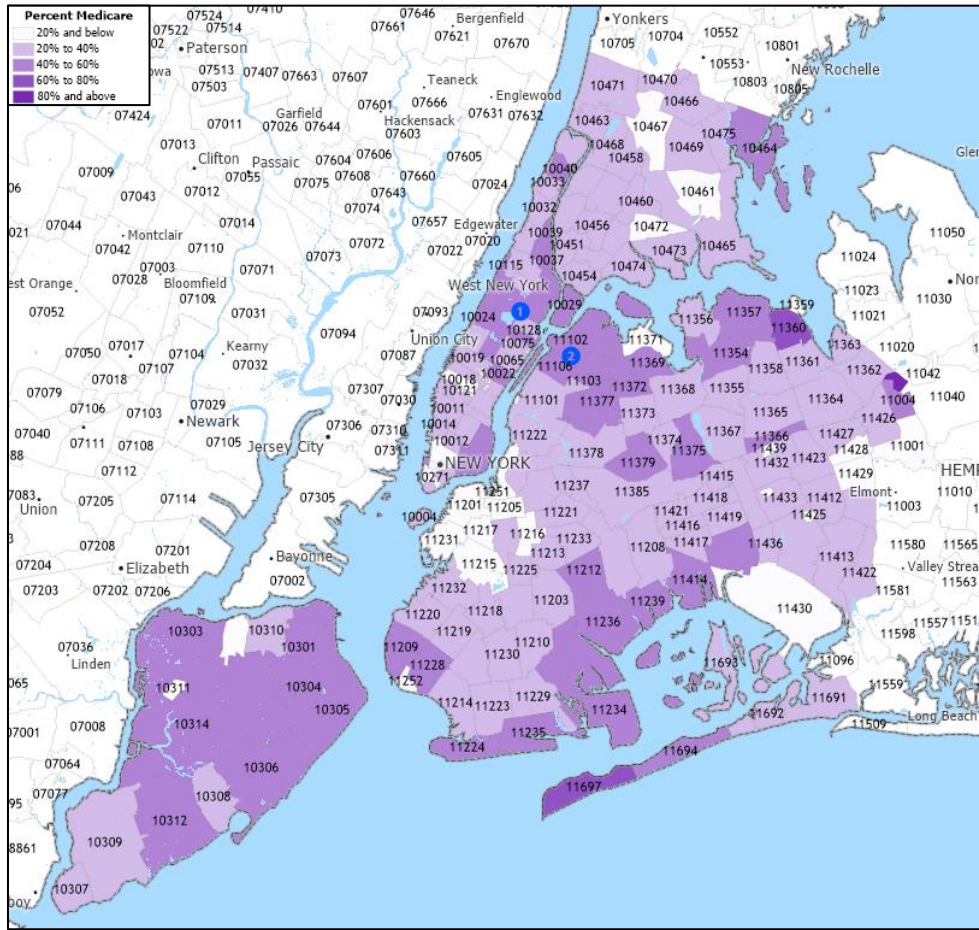 Percent Medicare
20% and below
20% to 40%
40% to 60%
60% to 80%
80% and above
07524 07410 07646 Bergenfield Yonkers
07522 07514 07661 07621 07670 10705 10704 10552 10801
Paterson 10553 New Rochelle
07513 07407 07663 07607 Teaneck 10471 10470 10803
07503 Englewood 10805
07424 Garfield 07601 07666 07631 07632 10466
07011 07026 07644 Hackensack 10463 10467 10475
07013 07603 10468 10469 10464
Clifton Passaic 07604 07606 07605 10458
07009 07055 07608 07660 10040
07012 07075 07643 07024 10033 10461
07043 07074 10032 10460
07044 07014 07657 Edgewater 10456 10472 11050
Montclair 07110 07020 10039
07042 07072 07022 10451 10473 10465
07003 07073 10037 11024
07028 Bloomfield 07071 10115 10454 10474
07109 West New York 11023 11030
07052 07031 10024 1 10029 11359
07094 07093 10128 11356 11357 11360 11021
Union City 10075 11102 11371
07050 07017 07104 Kearny 07087 10019 10065 11106 2 11369 11354 11361 11363 11020
07107 07032 10022 11358 11362 11042
07018 10018 11103 11372 11368 11355
07079 07307 10121 11101 11377 11364 11004 11040
07106 07103 07029 07030 10011 11373 11365 11426
Newark 07306 07310 10014 11222 11374 11367 11366 11427 11001
07040 07111 07108 07105 Jersey City 07311 10012 11378 11375 11439 11428
NEW YORK 11379 11432 11423
07112 10271 11237 11415 11429
07083 07205 07114 07305 11251 11385 11418 11433 11412 Elmont 11010
Union 11201 11205 11003
10004 11221 11421 11419 11425
07208 07201 11231 11217 11216 11233 11416 11436 11580 11565
Bayonne 11213 11208 11417 11413
07204 Elizabeth 11215 11225 11212 11422 Valley Strea
07203 07202 07206 07002 11232 11203 11239 11414 11581
11220 11218 11430
10303 10310 11236 11557
07036 10301 11219 11210 11598
Linden 11209 11230 11096
11228 11693
10311 10304 11252 11559
10305 11214 11223 11229 11234 11692 11691 Long Beach
07008 10314 11235 11509
07001 11224 11694
07064 10306 11697
07077 10308
10312
8861 10309
10307
boy